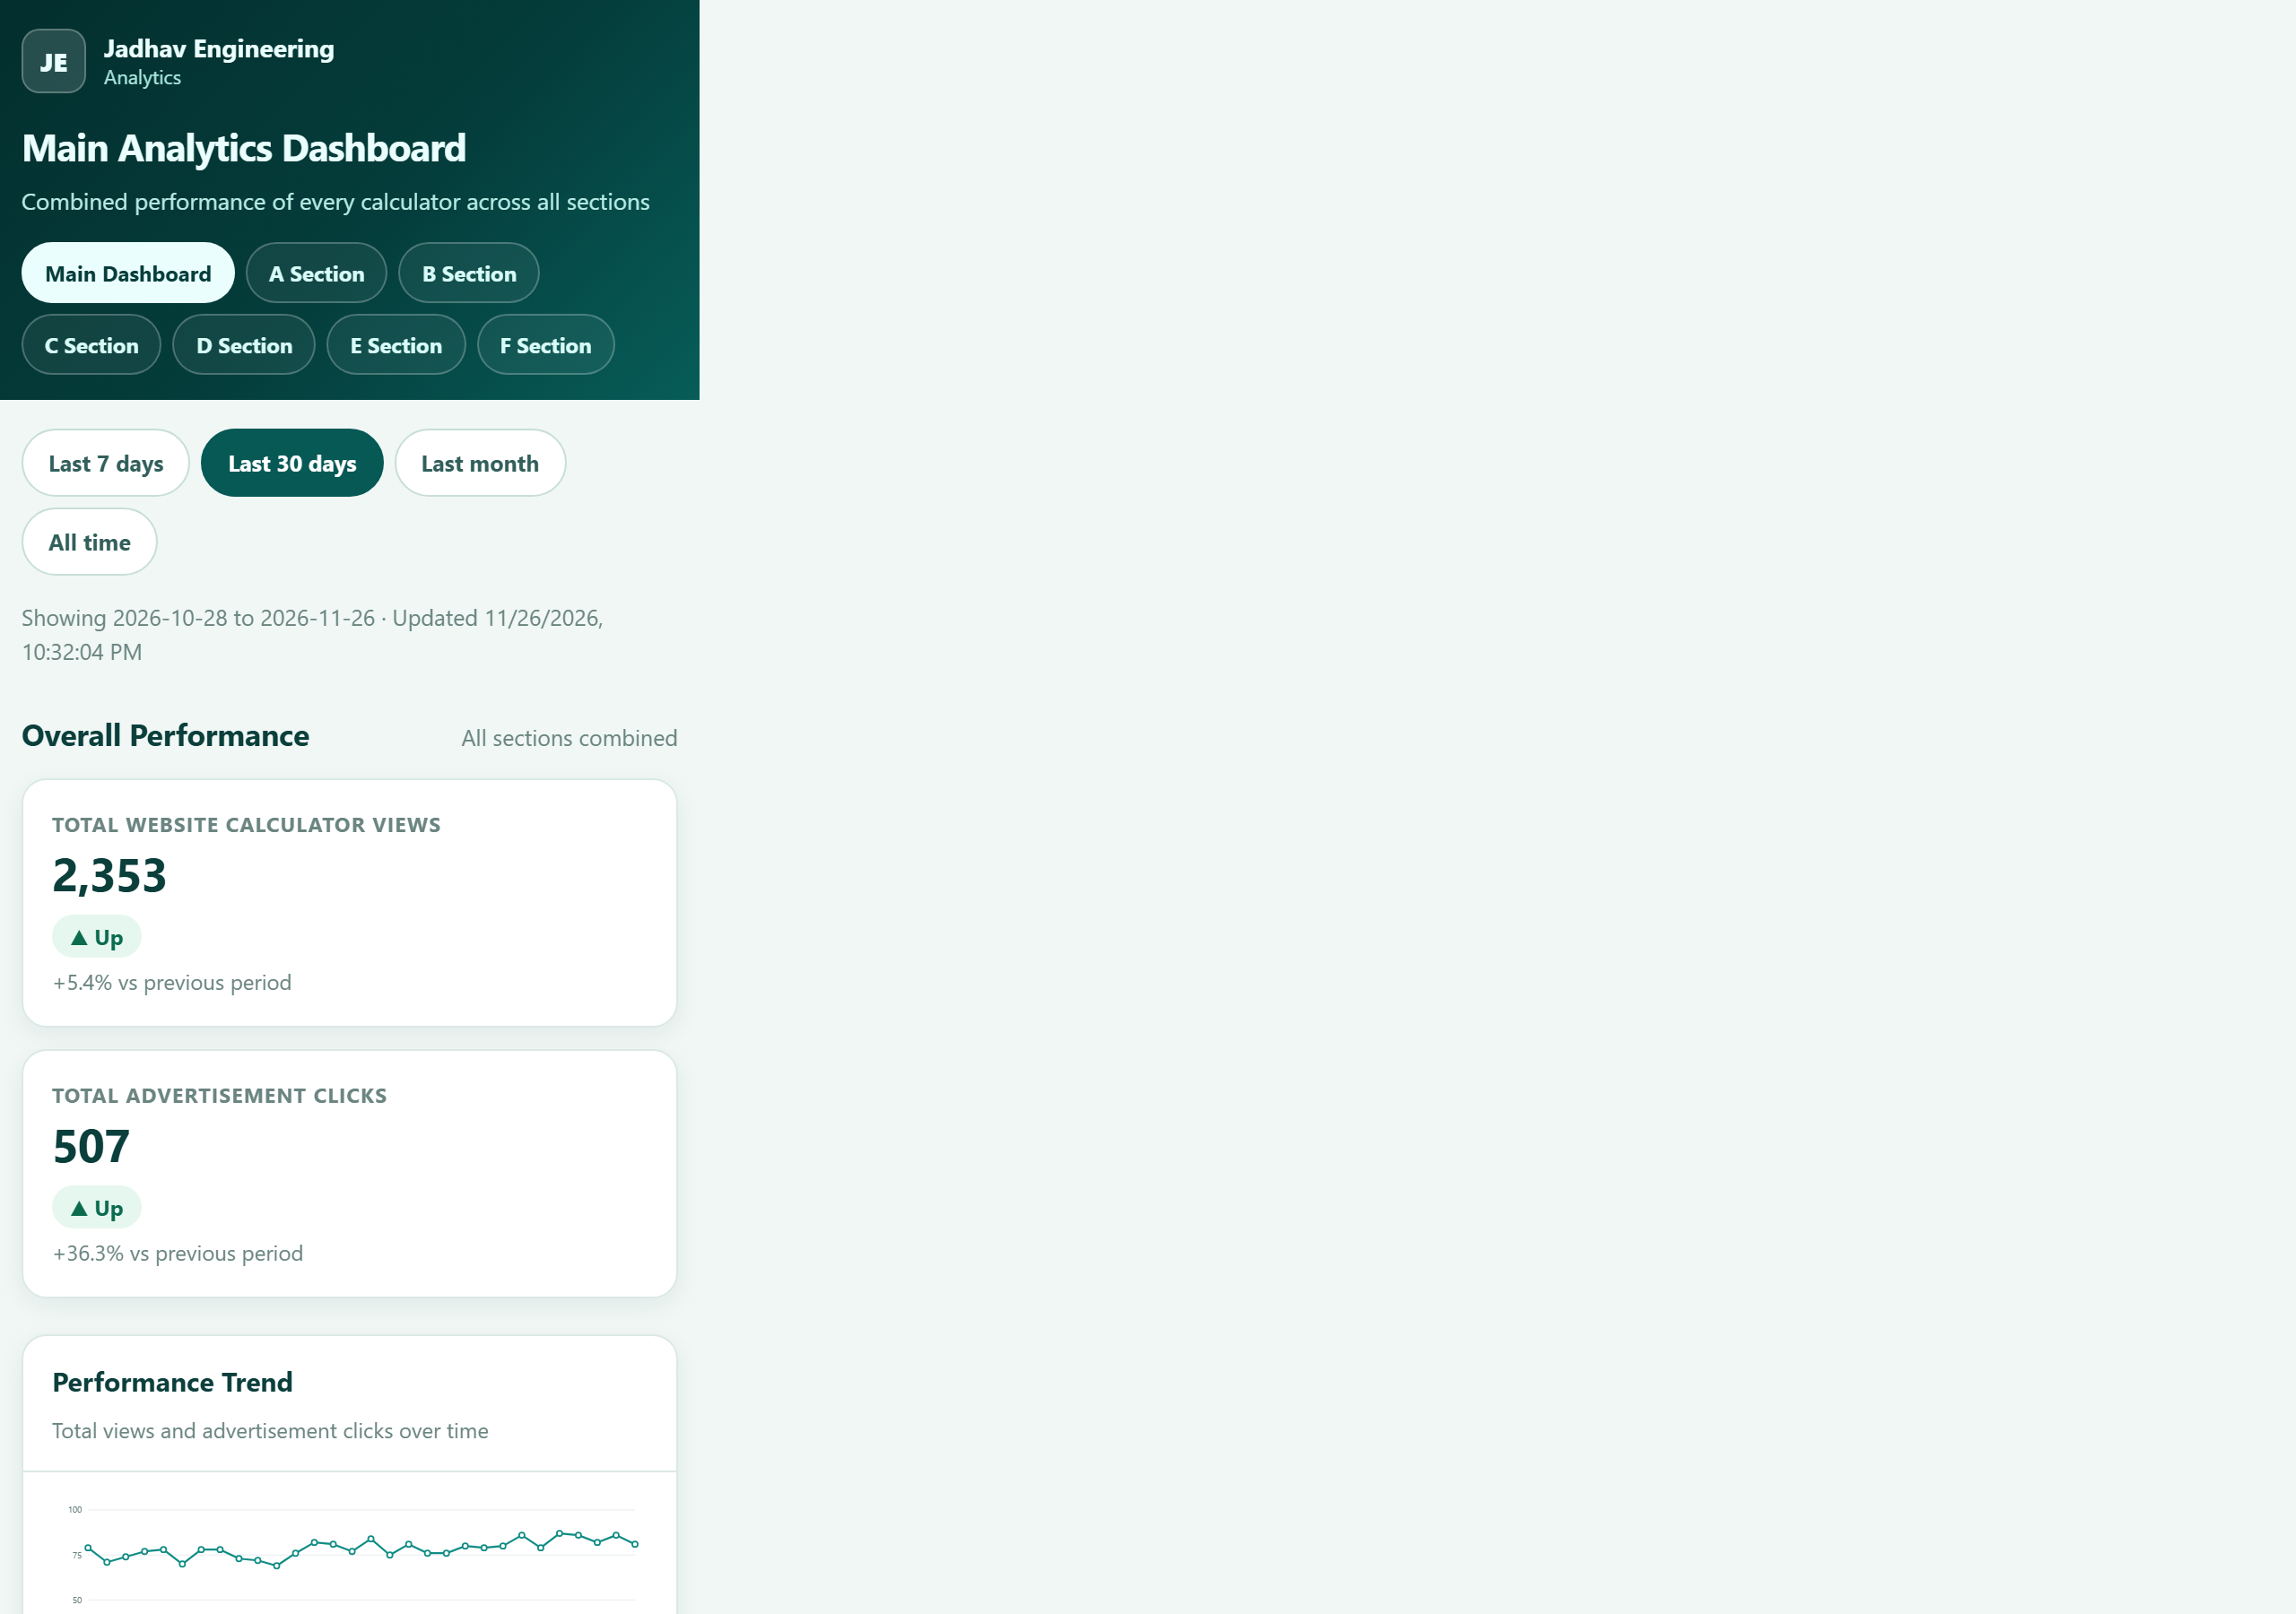 JE
Jadhav Engineering
Analytics
Main Analytics Dashboard
Combined performance of every calculator across all sections
Main Dashboard
A Section
B Section
C Section
D Section
E Section
F Section
Last 7 days
Last 30 days
Last month
All time
Showing 2026-10-28 to 2026-11-26 · Updated 11/26/2026,
10:32:04 PM
Overall Performance
All sections combined
TOTAL WEBSITE CALCULATOR VIEWS
2,353
▲ Up
+5.4% vs previous period
TOTAL ADVERTISEMENT CLICKS
507
▲ Up
+36.3% vs previous period
Performance Trend
Total views and advertisement clicks over time
100
75
50